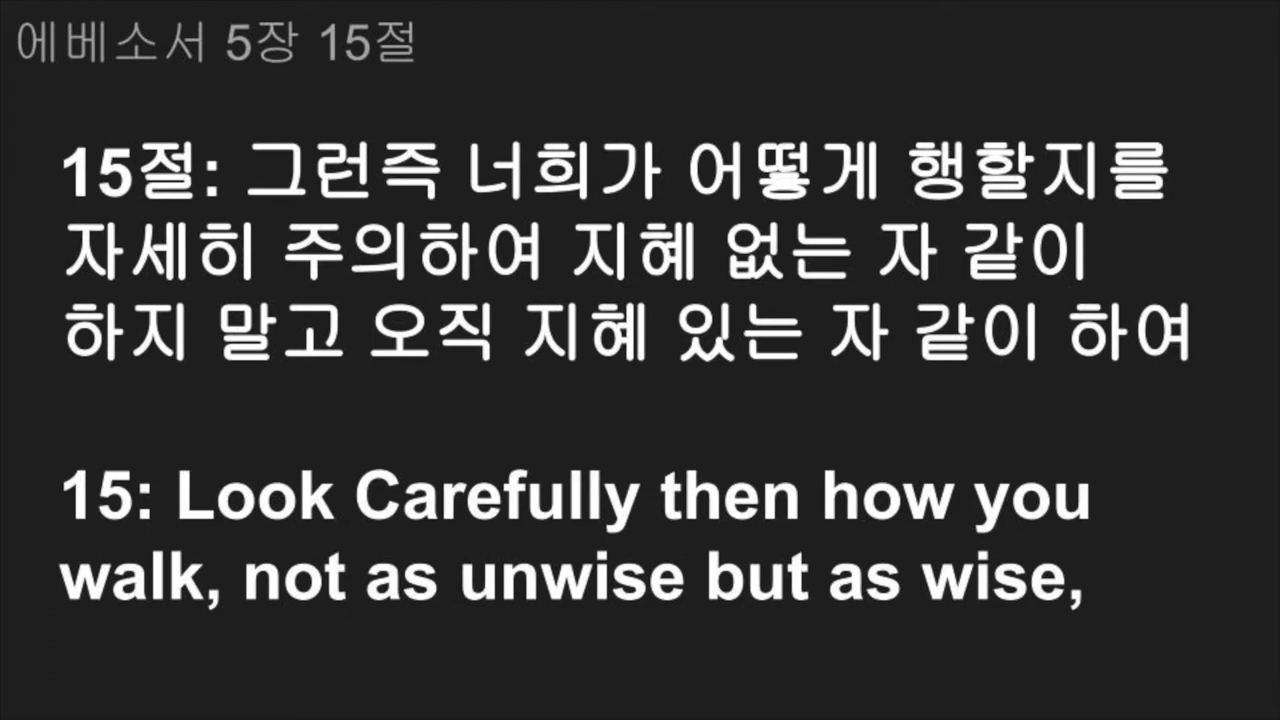 에베소서 5장 15절
15절: 그런즉 너희가 어떻게 행할지를
자세히 주의하여 지혜 없는 자 같이
하지 말고 오직 지혜 있는 자 같이 하여
15: Look Carefully then how you
walk, not as unwise but as wise,